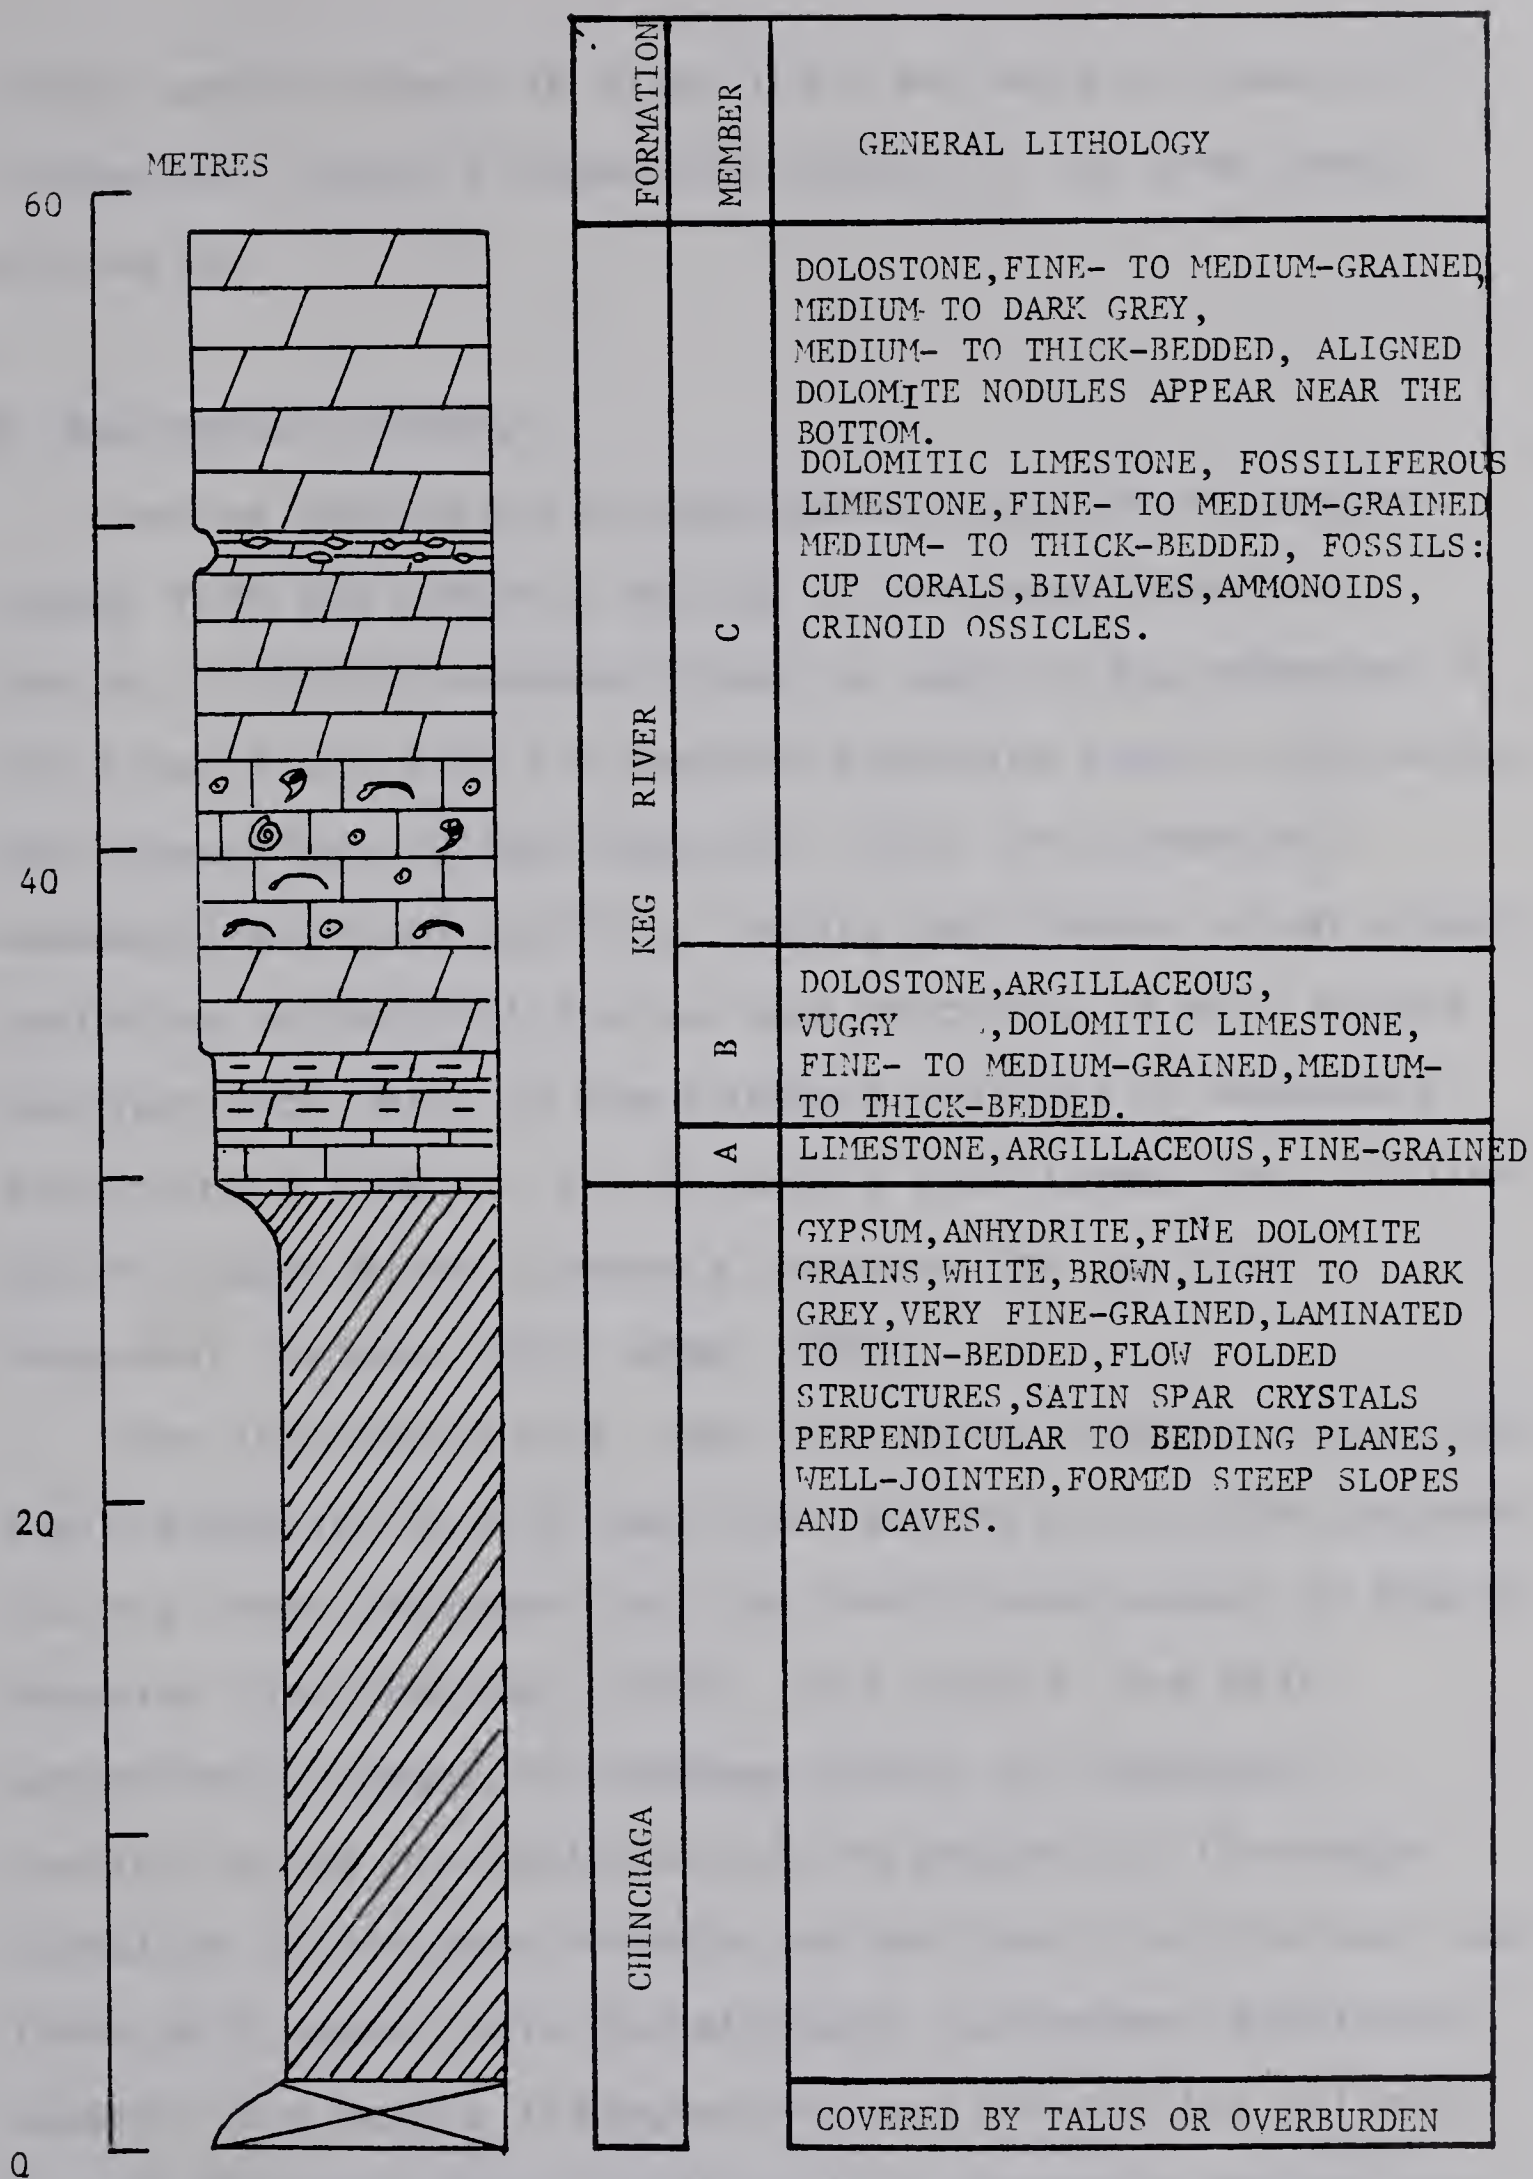 FORMATION
MEMBER
GENERAL LITHOLOGY
METRES
60
40
20
0
KEG RIVER
C
DOLOSTONE,FINE- TO MEDIUM-GRAINED,
MEDIUM- TO DARK GREY,
MEDIUM- TO THICK-BEDDED, ALIGNED
DOLOMITE NODULES APPEAR NEAR THE
BOTTOM.
DOLOMITIC LIMESTONE, FOSSILIFEROUS
LIMESTONE,FINE- TO MEDIUM-GRAINED
MEDIUM- TO THICK-BEDDED, FOSSILS:
CUP CORALS,BIVALVES,AMMONOIDS,
CRINOID OSSICLES.
B
DOLOSTONE,ARGILLACEOUS,
VUGGY ,DOLOMITIC LIMESTONE,
FINE- TO MEDIUM-GRAINED,MEDIUM-
TO THICK-BEDDED.
A
LIMESTONE,ARGILLACEOUS,FINE-GRAINED
CHINCHAGA
GYPSUM,ANHYDRITE,FINE DOLOMITE
GRAINS,WHITE,BROWN,LIGHT TO DARK
GREY,VERY FINE-GRAINED,LAMINATED
TO THIN-BEDDED,FLOW FOLDED
STRUCTURES,SATIN SPAR CRYSTALS
PERPENDICULAR TO BEDDING PLANES,
WELL-JOINTED,FORMED STEEP SLOPES
AND CAVES.
COVERED BY TALUS OR OVERBURDEN